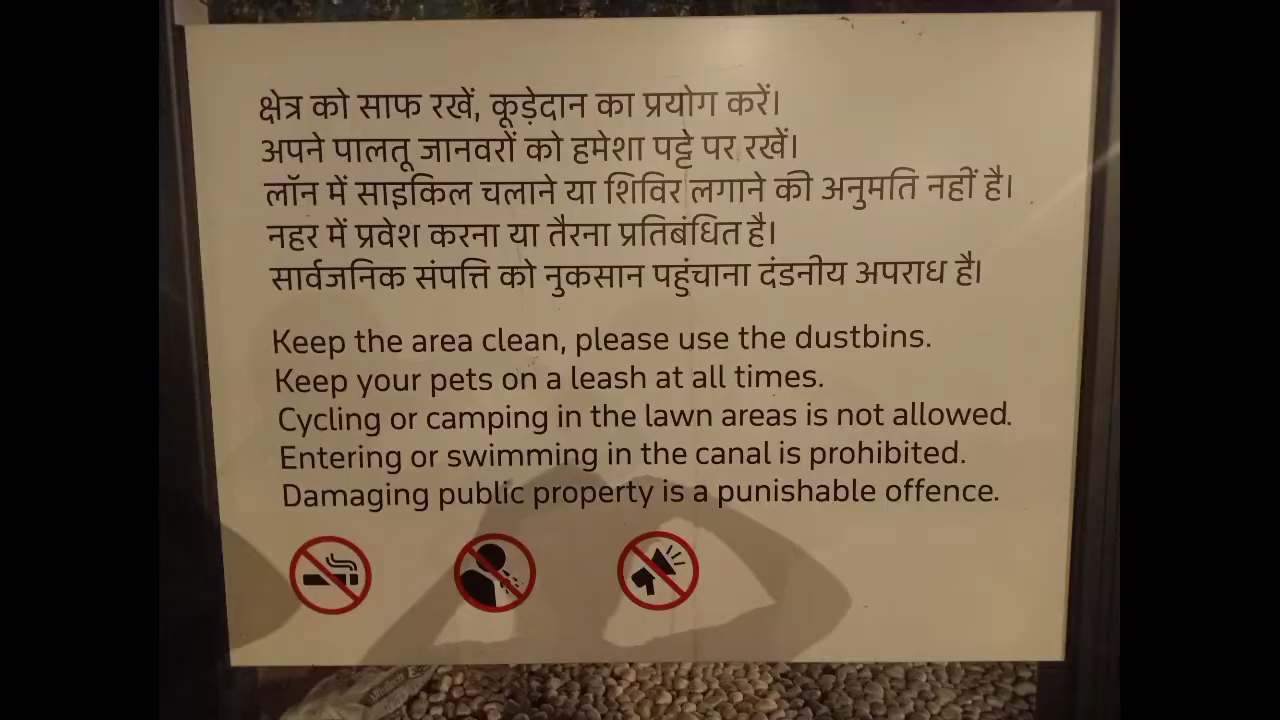 क्षेत्र को साफ रखें, कूड़ेदान का प्रयोग करें।
अपने पालतू जानवरों को हमेशा पट्टे पर रखें।
लॉन में साइकिल चलाने या शिविर लगाने की अनुमति नहीं है।
नहर में प्रवेश करना या तैरना प्रतिबंधित है।
सार्वजनिक संपत्ति को नुकसान पहुंचाना दंडनीय अपराध है।
Keep the area clean, please use the dustbins.
Keep your pets on a leash at all times.
Cycling or camping in the lawn areas is not allowed.
Entering or swimming in the canal is prohibited.
Damaging public property is a punishable offence.